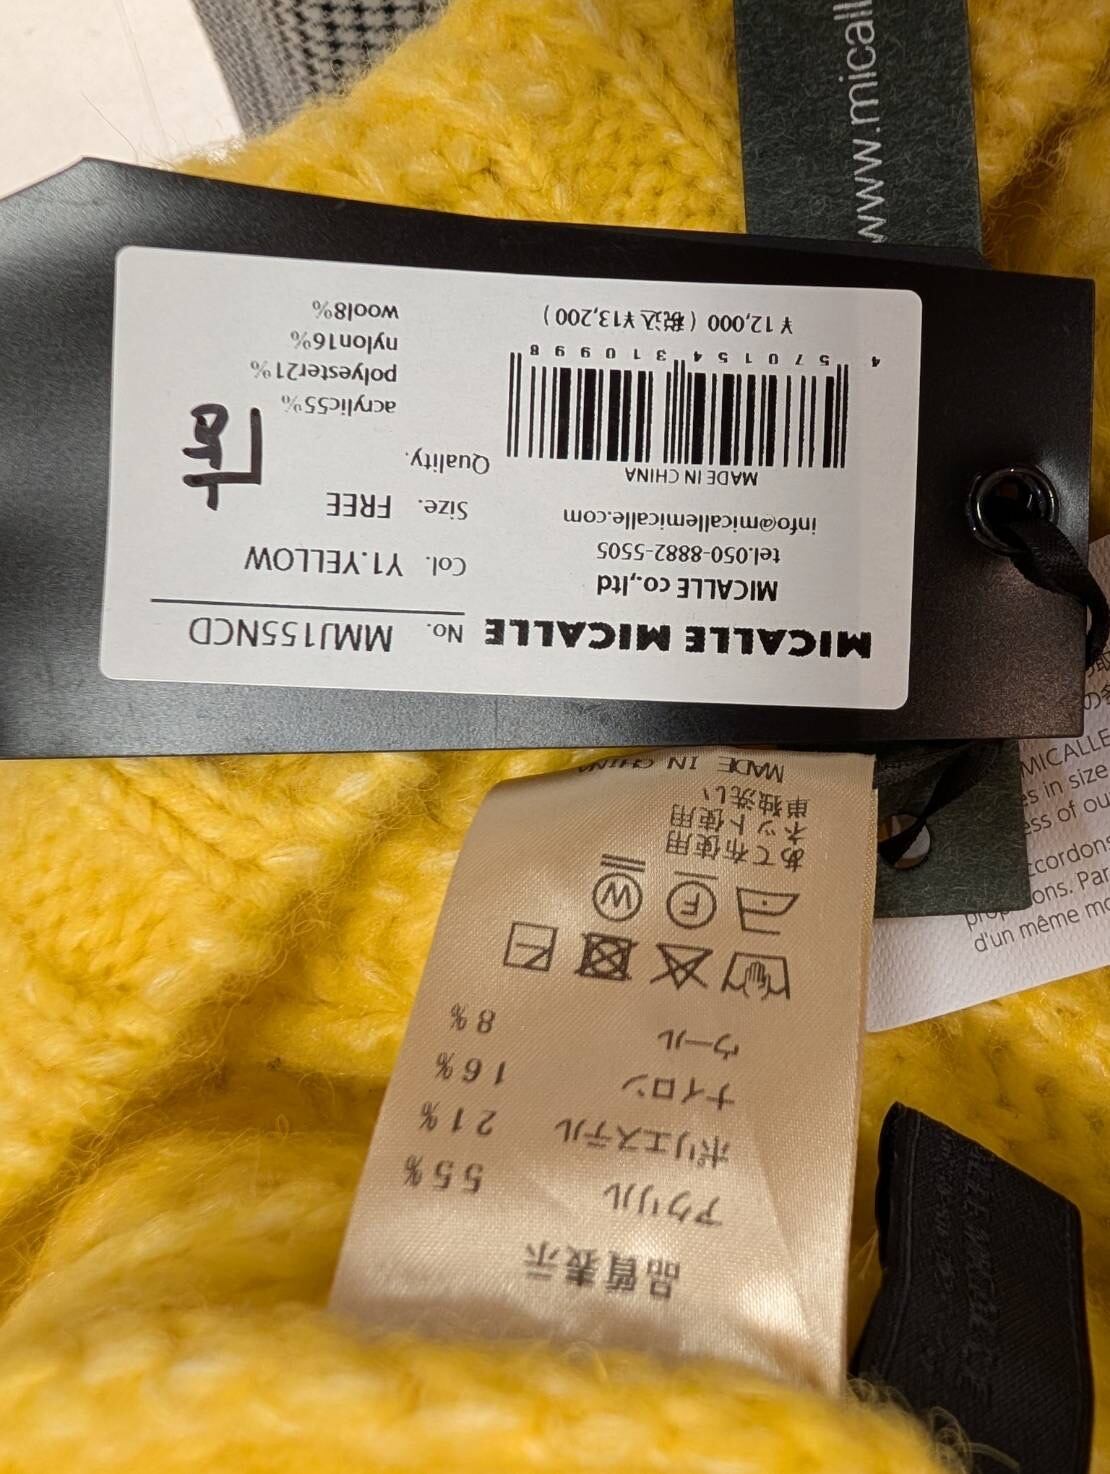 www.micall
MICALLE MICALLE
MICALLE co.,ltd
tel.050-8882-5505
info@micallemicalle.com
MADE IN CHINA
4 570154 310998
¥12,000 (税込¥13,200)
No. MMJ155NCD
Col. Y1.YELLOW
Size. FREE
Quality.
acrylic55%
polyester21%
nylon16%
wool8%
品質表示
アクリル 55%
ポリエステル 21%
ナイロン 16%
ウール 8%
F
W
あて布使用
ネット使用
単独洗い
MADE IN CHINA
MICALLE
es in size
ess of ou
ccordons
ons. Par
d'un même mo